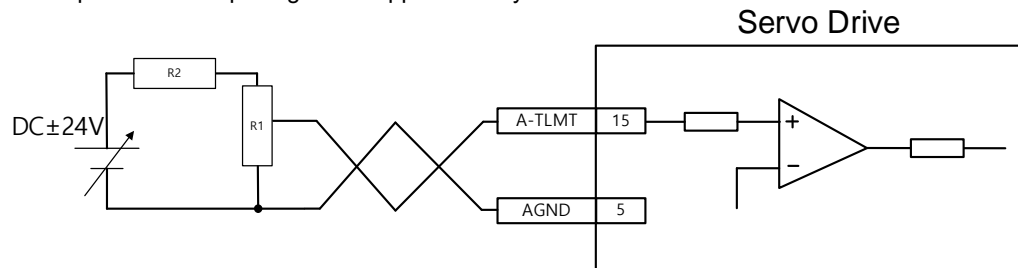 Servo Drive
R2
DC±24V
R1
A-TLMT 15
+
−
AGND 5